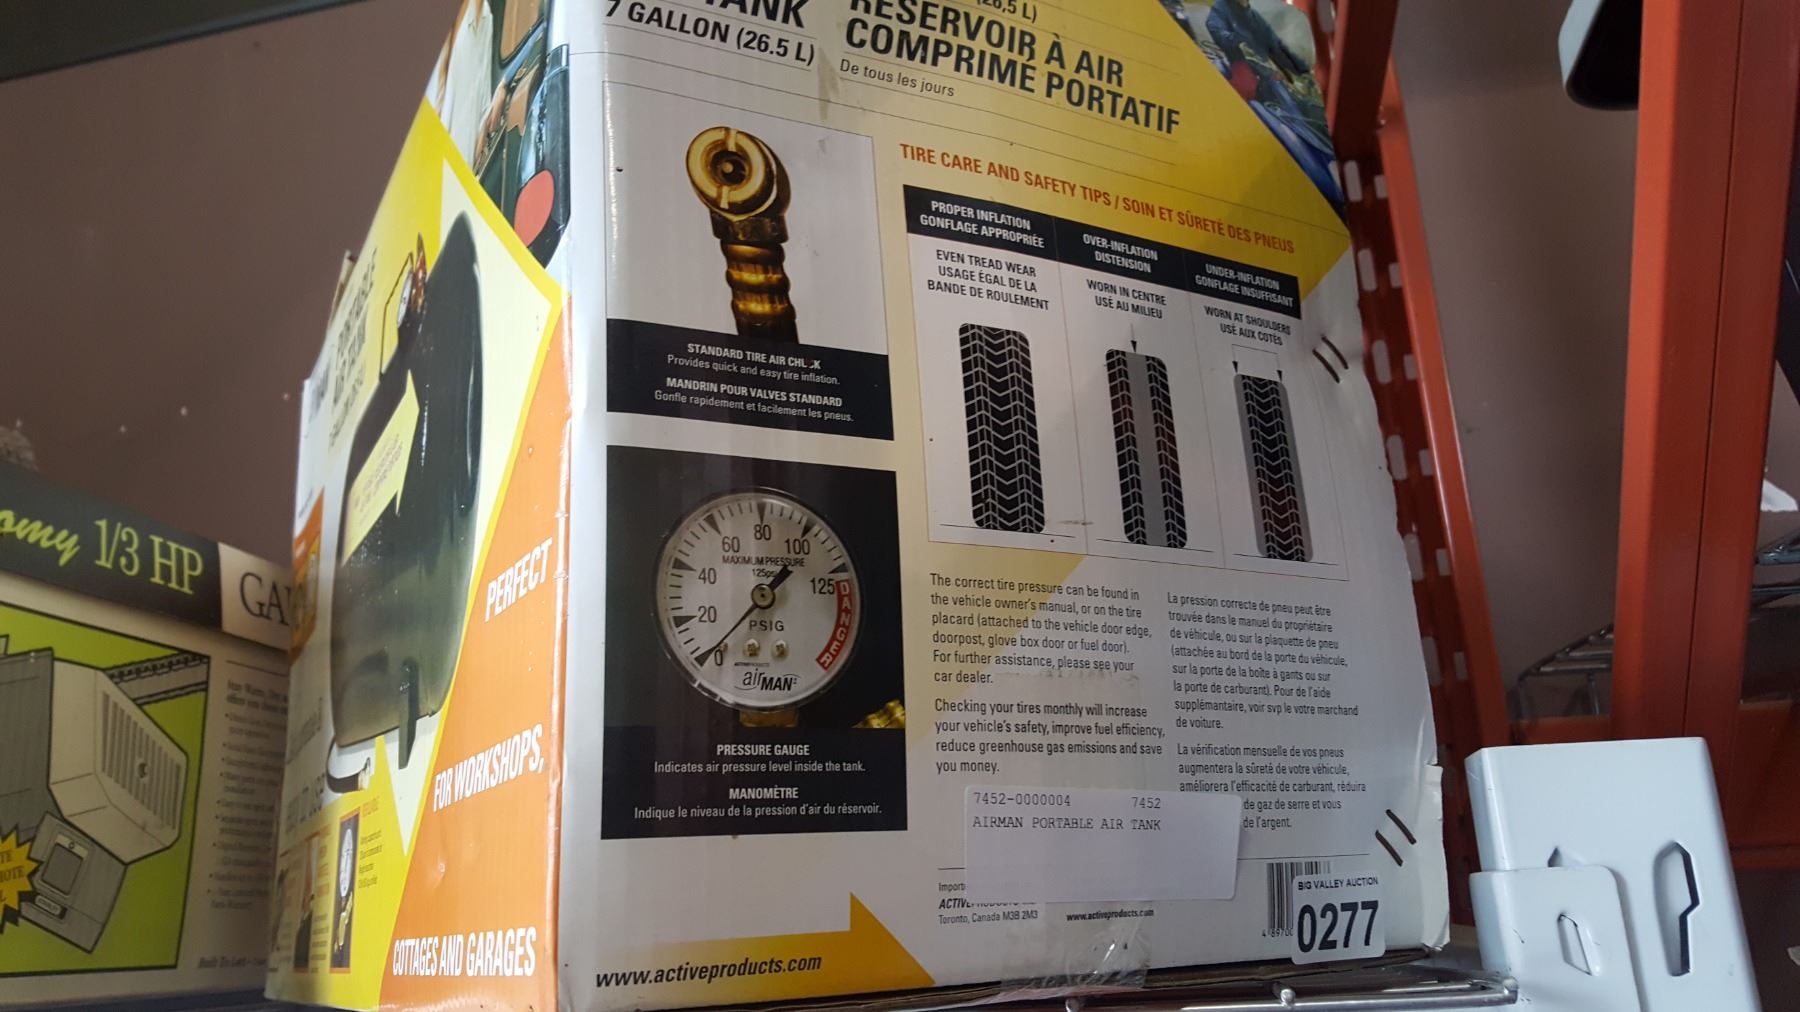 TANK
7 GALLON (26.5 L)
(26,5 L)
RÉSERVOIR À AIR
COMPRIMÉ PORTATIF
De tous les jours
TIRE CARE AND SAFETY TIPS / SOIN ET SÛRETÉ DES PNEUS
PROPER INFLATION
GONFLAGE APPROPRIÉE
EVEN TREAD WEAR
USAGE ÉGAL DE LA
BANDE DE ROULEMENT
OVER-INFLATION
DISTENSION
WORN IN CENTRE
USÉ AU MILIEU
UNDER-INFLATION
GONFLAGE INSUFFISANT
WORN AT SHOULDERS
USÉ AUX COTÉS
STANDARD TIRE AIR CHUCK
Provides quick and easy tire inflation.
MANDRIN POUR VALVES STANDARD
Gonfle rapidement et facilement les pneus.
0 20 40 60 80 100 125
MAXIMUM PRESSURE
125psi
PSIG
DANGER
airMAN
PRESSURE GAUGE
Indicates air pressure level inside the tank.
MANOMÈTRE
Indique le niveau de la pression d'air du réservoir.
The correct tire pressure can be found in
the vehicle owner's manual, or on the tire
placard (attached to the vehicle door edge,
doorpost, glove box door or fuel door).
For further assistance, please see your
car dealer.
Checking your tires monthly will increase
your vehicle's safety, improve fuel efficiency,
reduce greenhouse gas emissions and save
you money.
La pression correcte de pneu peut être
trouvée dans le manuel du propriétaire
de véhicule, ou sur la plaquette de pneu
(attachée au bord de la porte du véhicule,
sur la porte de la boîte à gants ou sur
la porte de carburant). Pour de l'aide
supplémentaire, voir svp le votre marchand
de voiture.
La vérification mensuelle de vos pneus
augmentera la sûreté de votre véhicule,
améliorera l'efficacité de carburant, réduira
de gaz de serre et vous
de l'argent.
7452-0000004 7452
AIRMAN PORTABLE AIR TANK
Toronto, Canada M3B 2M3
www.activeproducts.com
BIG VALLEY AUCTION
0277
www.activeproducts.com
PERFECT
FOR WORKSHOPS,
COTTAGES AND GARAGES
omy 1/3 HP
GA